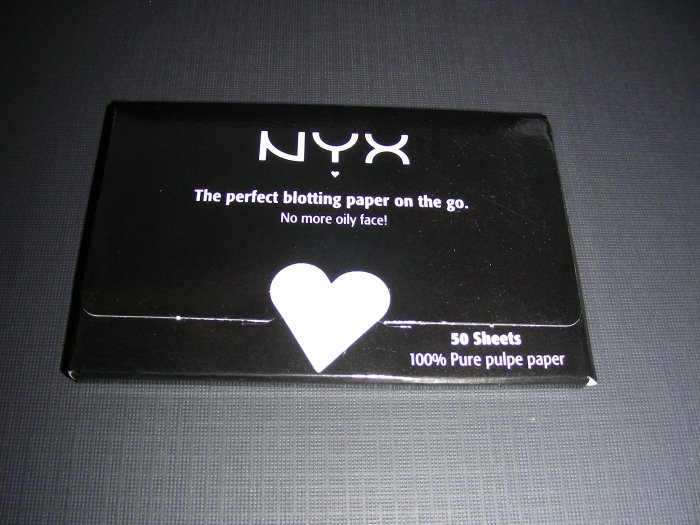 NYX
The perfect blotting paper on the go.
No more oily face!
50 Sheets
100% Pure pulpe paper